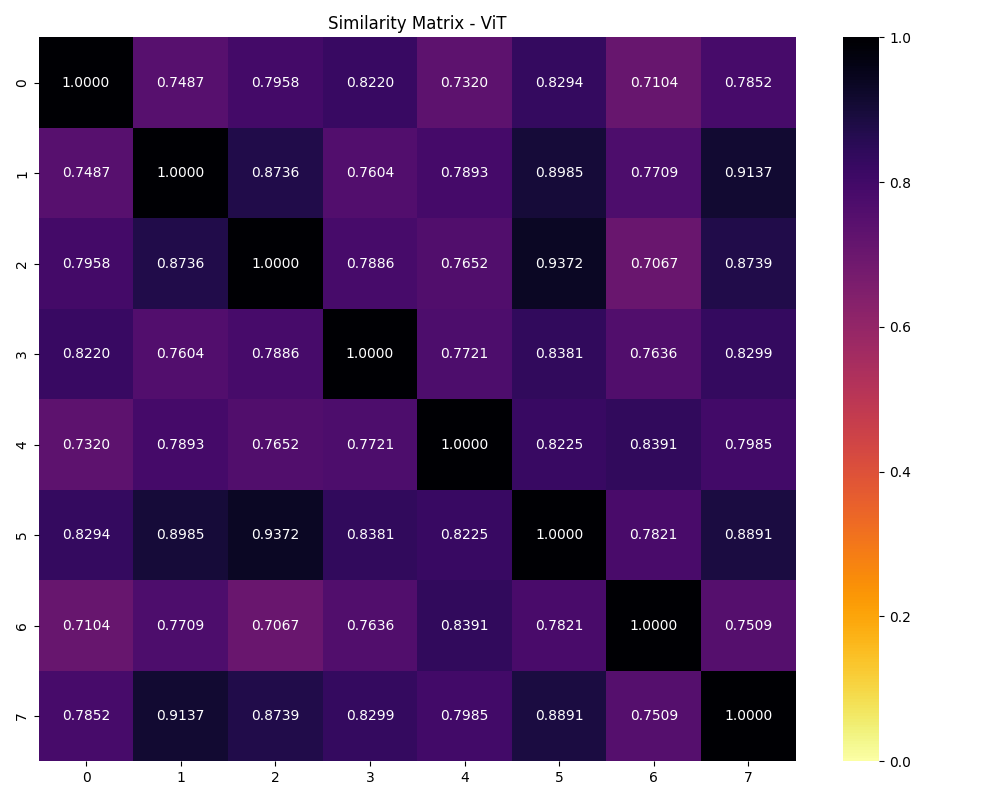 Similarity Matrix - ViT
0 1.0000 0.7487 0.7958 0.8220 0.7320 0.8294 0.7104 0.7852
1 0.7487 1.0000 0.8736 0.7604 0.7893 0.8985 0.7709 0.9137
2 0.7958 0.8736 1.0000 0.7886 0.7652 0.9372 0.7067 0.8739
3 0.8220 0.7604 0.7886 1.0000 0.7721 0.8381 0.7636 0.8299
4 0.7320 0.7893 0.7652 0.7721 1.0000 0.8225 0.8391 0.7985
5 0.8294 0.8985 0.9372 0.8381 0.8225 1.0000 0.7821 0.8891
6 0.7104 0.7709 0.7067 0.7636 0.8391 0.7821 1.0000 0.7509
7 0.7852 0.9137 0.8739 0.8299 0.7985 0.8891 0.7509 1.0000
0 1 2 3 4 5 6 7
1.0
0.8
0.6
0.4
0.2
0.0